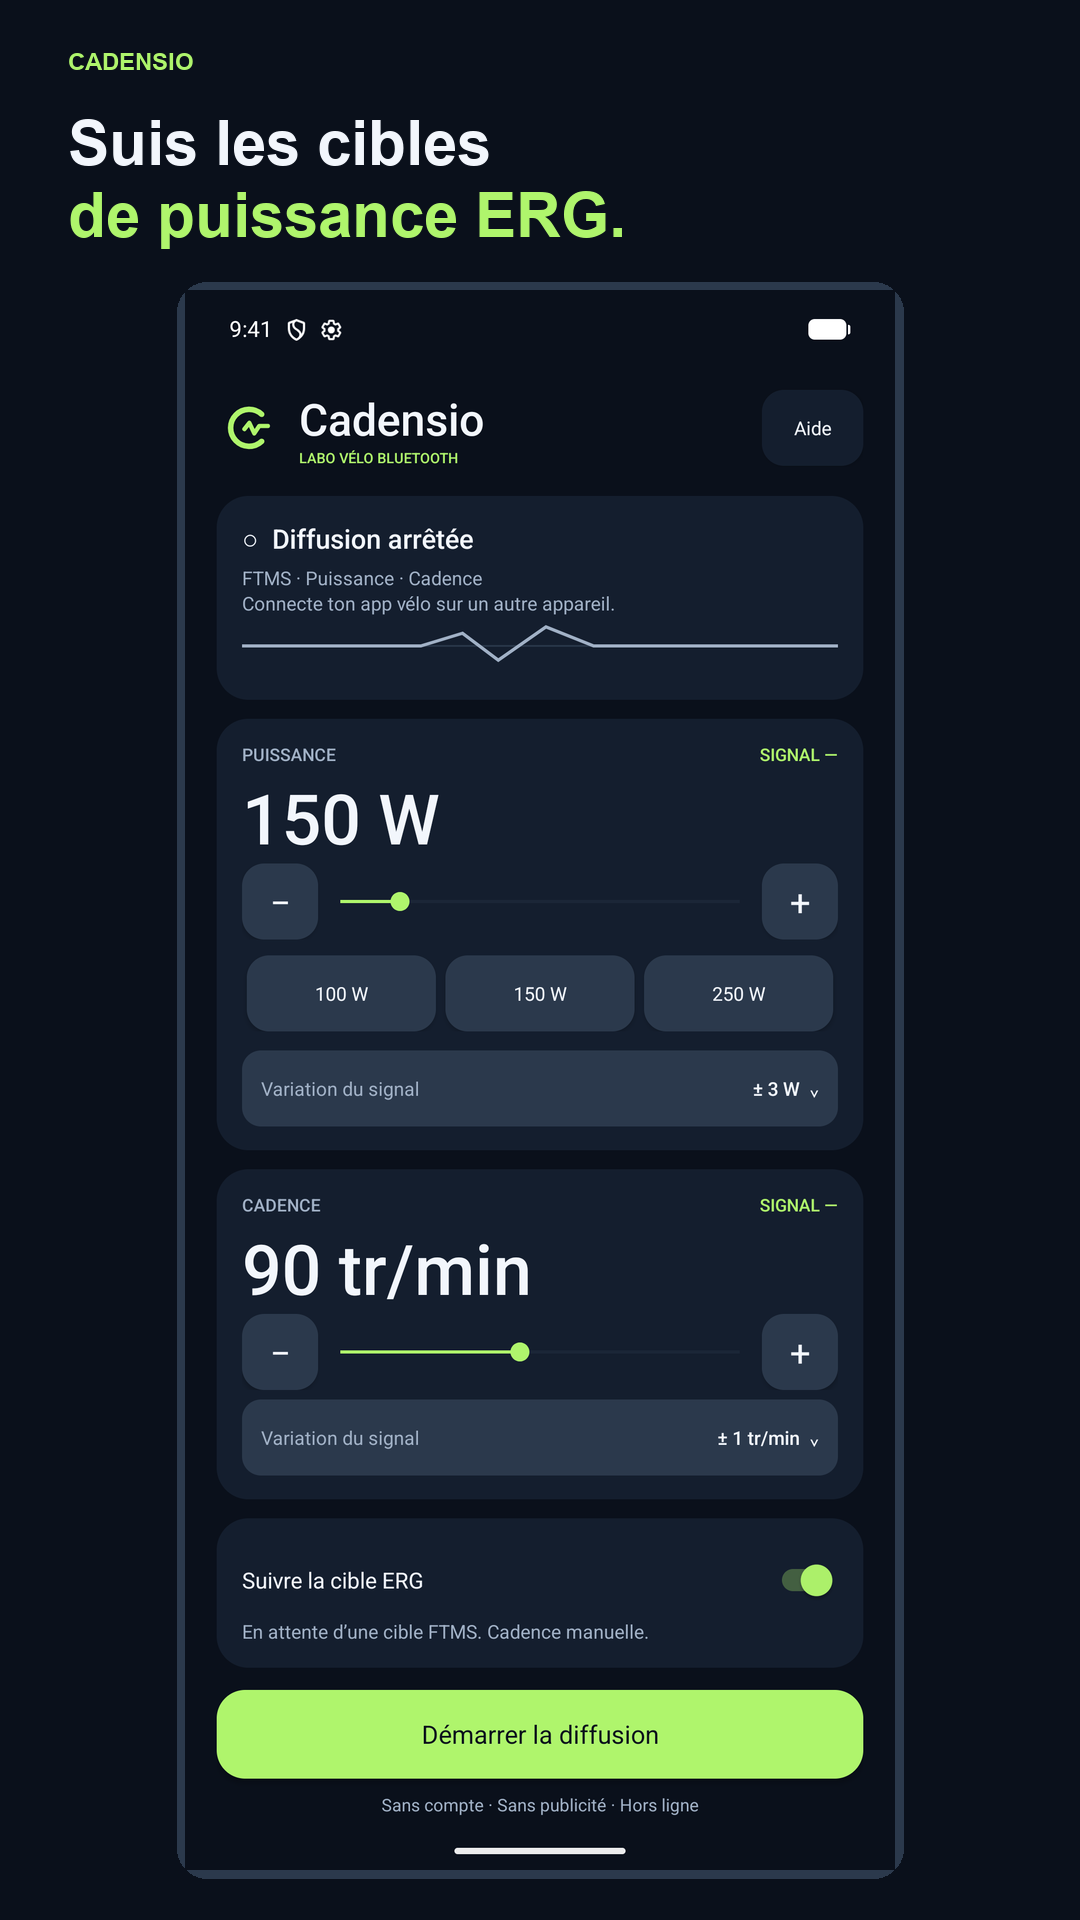 CADENSIO
Suis les cibles
de puissance ERG.
9:41
Cadensio
LABO VÉLO BLUETOOTH
Aide
Diffusion arrêtée
FTMS · Puissance · Cadence
Connecte ton app vélo sur un autre appareil.
PUISSANCE
SIGNAL —
150 W
−
+
100 W
150 W
250 W
Variation du signal
± 3 W
CADENCE
SIGNAL —
90 tr/min
−
+
Variation du signal
± 1 tr/min
Suivre la cible ERG
En attente d’une cible FTMS. Cadence manuelle.
Démarrer la diffusion
Sans compte · Sans publicité · Hors ligne